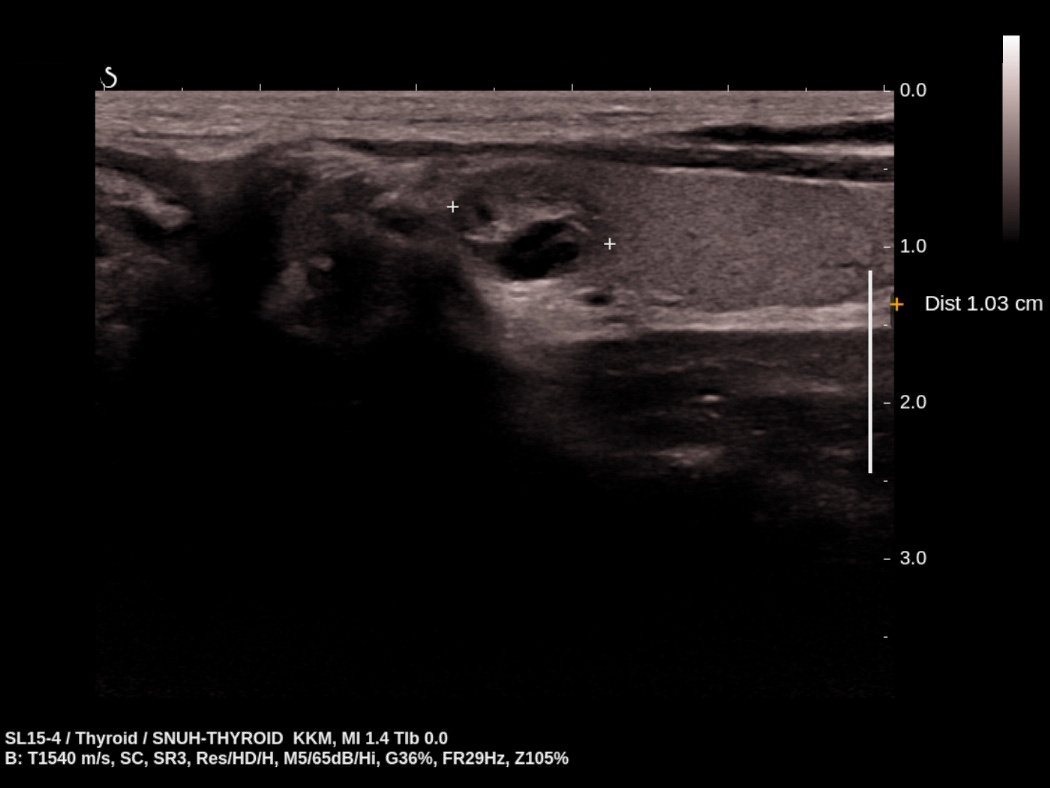 S
0.0
1.0
Dist 1.03 cm
2.0
3.0
SL15-4 / Thyroid / SNUH-THYROID  KKM, MI 1.4 TIb 0.0
B: T1540 m/s, SC, SR3, Res/HD/H, M5/65dB/Hi, G36%, FR29Hz, Z105%